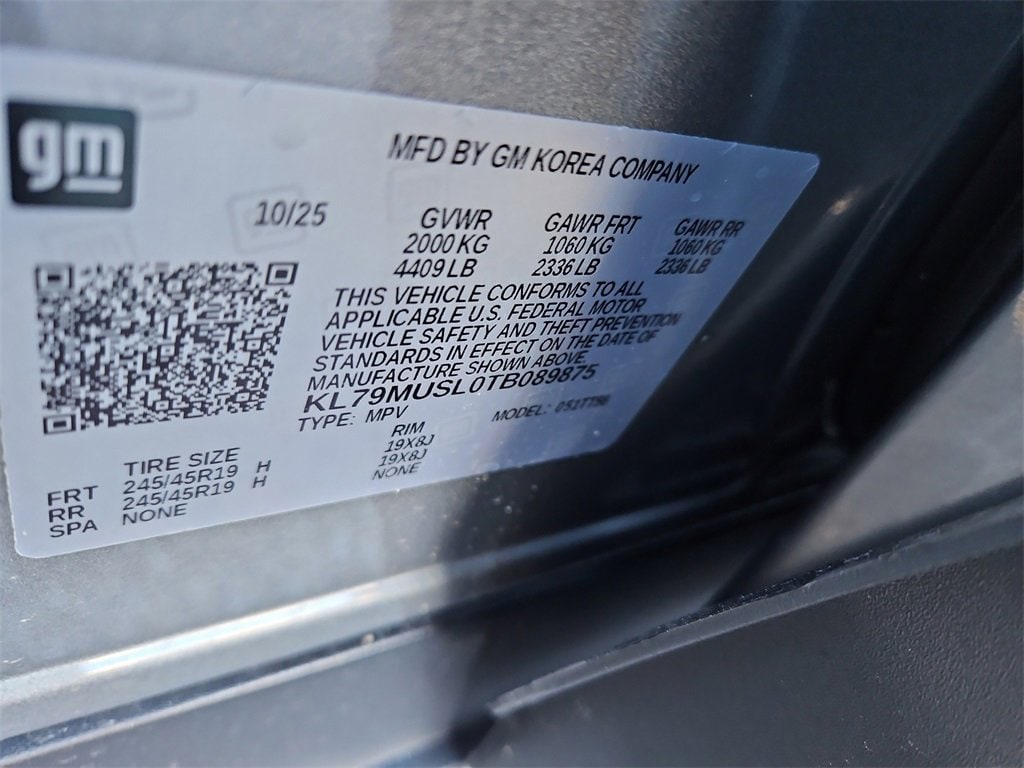 gm
MFD BY GM KOREA COMPANY
10/25
GVWR GAWR FRT GAWR RR
2000 KG 1060 KG 1060 KG
4409 LB 2336 LB 2336 LB
THIS VEHICLE CONFORMS TO ALL
APPLICABLE U.S. FEDERAL MOTOR
VEHICLE SAFETY AND THEFT PREVENTION
STANDARDS IN EFFECT ON THE DATE OF
MANUFACTURE SHOWN ABOVE.
KL79MUSL0TB089875
TYPE: MPV MODEL:
TIRE SIZE RIM
FRT 245/45R19 H 19X8J
RR 245/45R19 H 19X8J
SPA NONE NONE